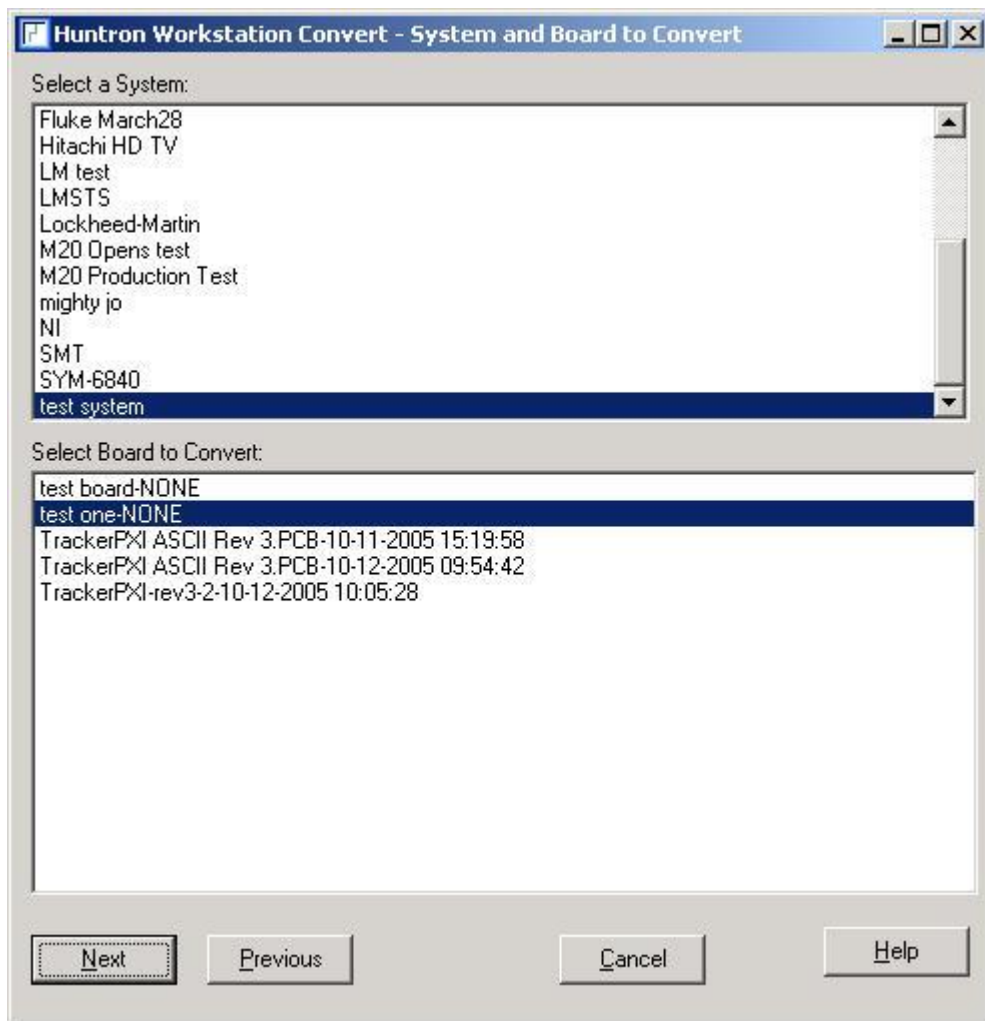 Huntron Workstation Convert - System and Board to Convert
Select a System:
Fluke March28
Hitachi HD TV
LM test
LMSTS
Lockheed-Martin
M20 Opens test
M20 Production Test
mighty jo
NI
SMT
SYM-6840
test system
Select Board to Convert:
test board-NONE
test one-NONE
TrackerPXI ASCII Rev 3.PCB-10-11-2005 15:19:58
TrackerPXI ASCII Rev 3.PCB-10-12-2005 09:54:42
TrackerPXI-rev3-2-10-12-2005 10:05:28
Next Previous Cancel Help